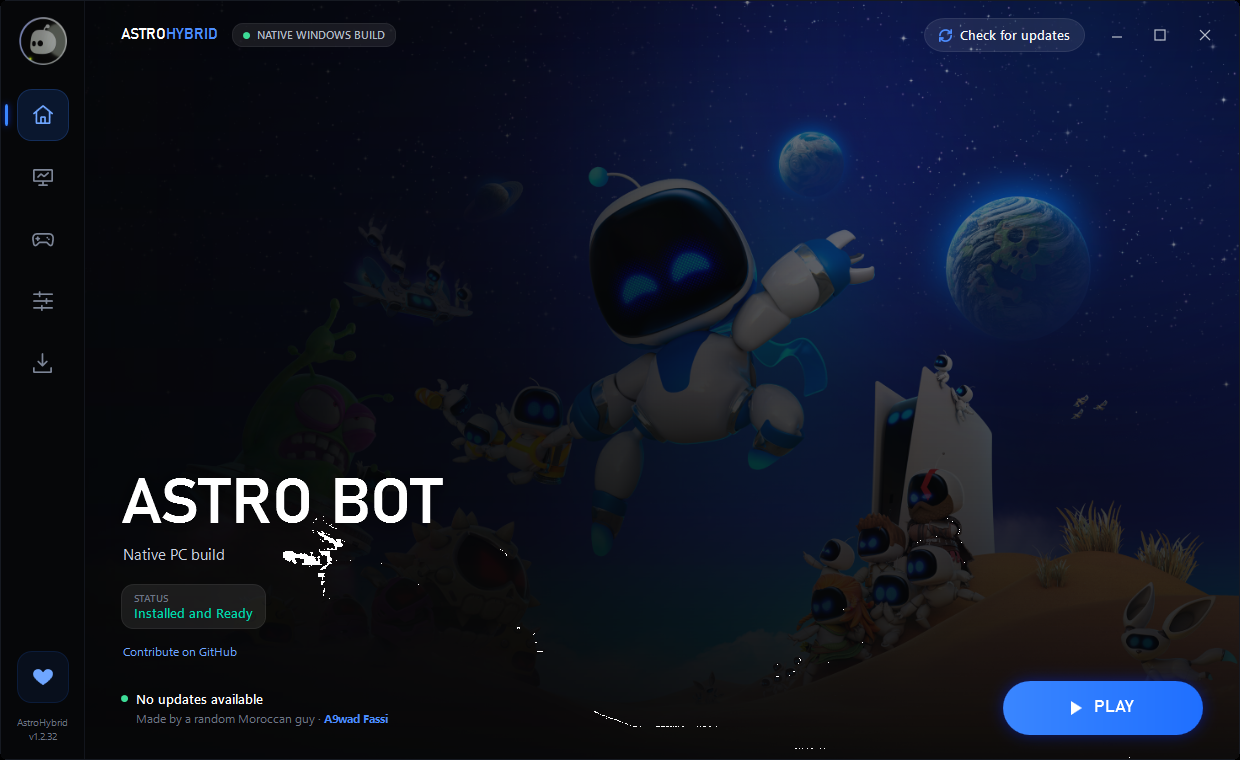 ASTROHYBRID
NATIVE WINDOWS BUILD
Check for updates
ASTRO BOT
Native PC build
STATUS
Installed and Ready
Contribute on GitHub
No updates available
Made by a random Moroccan guy · A9wad Fassi
AstroHybrid
v1.2.32
PLAY